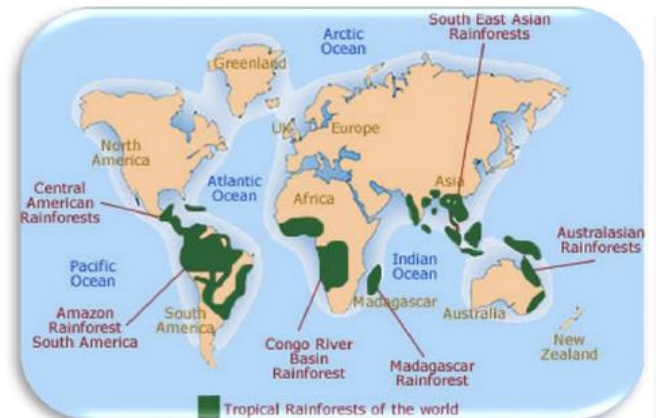 South East Asian
Rainforests
Arctic
Ocean
Greenland
UK
Europe
North
America
Asia
Atlantic
Ocean
Africa
Central
American
Rainforests
Australasian
Rainforests
Indian
Ocean
Pacific
Ocean
Madagascar
Amazon
Rainforest
South America
South
America
Australia
Congo River
Basin
Rainforest
Madagascar
Rainforest
New
Zealand
Tropical Rainforests of the world